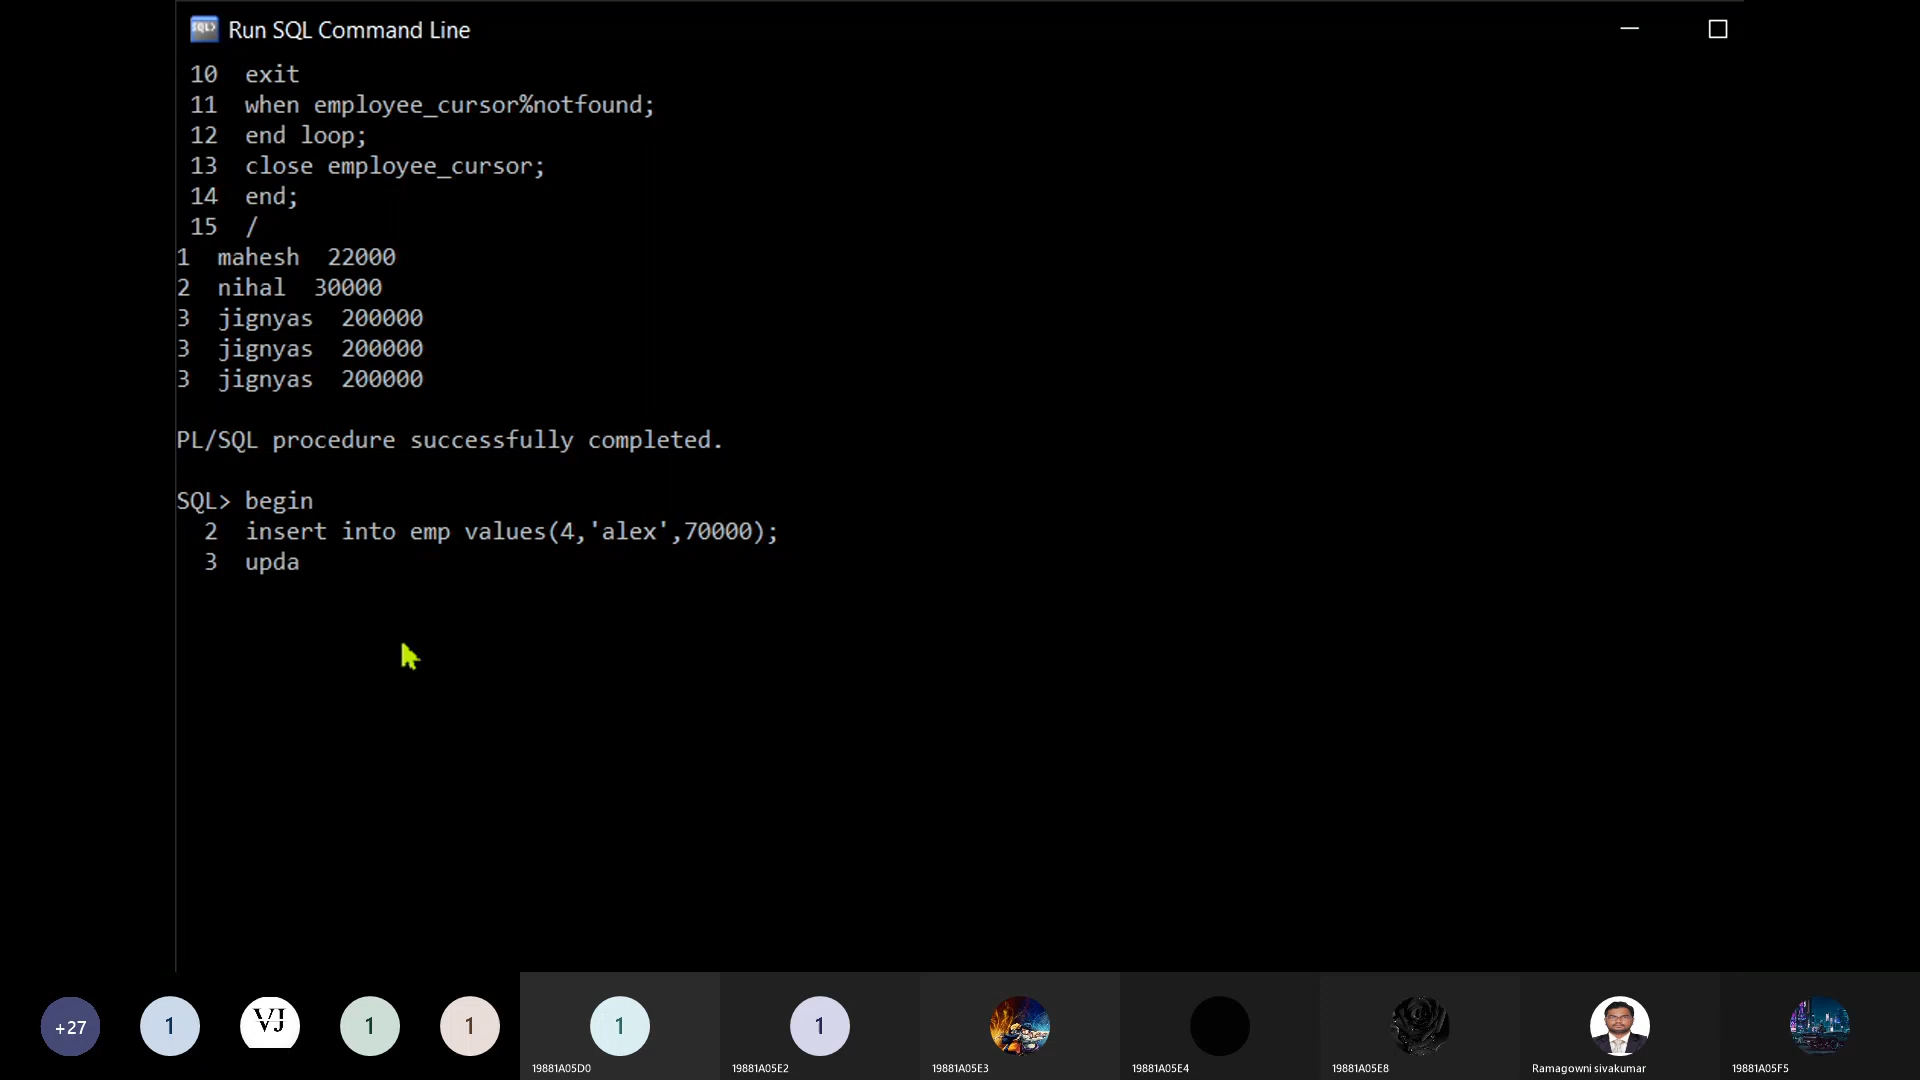 SQL>
Run SQL Command Line
10 exit
11 when employee_cursor%notfound;
12 end loop;
13 close employee_cursor;
14 end;
15 /
1 mahesh 22000
2 nihal 30000
3 jignyas 200000
3 jignyas 200000
3 jignyas 200000
PL/SQL procedure successfully completed.
SQL> begin
2 insert into emp values(4,'alex',70000);
3 upda
+27 1 VJ 1 1 1 1
19881A05D0 19881A05E2 19881A05E3 19881A05E4 19881A05E8 Ramagowni sivakumar 19881A05F5